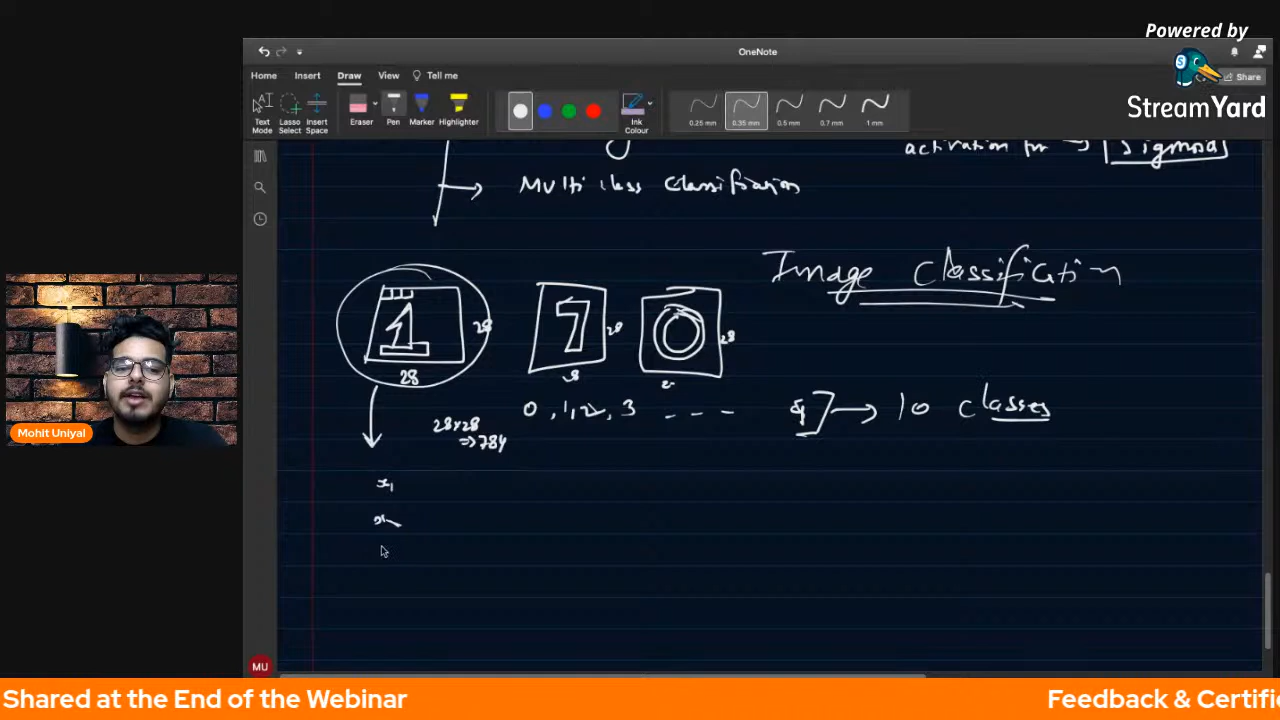 Powered by
StreamYard
OneNote
Home Insert Draw View Tell me
Share
Text Mode
Lasso Select
Insert Space
Eraser
Pen
Marker
Highlighter
Ink Colour
0.25 mm 0.35 mm 0.5 mm 0.7 mm 1 mm
activation fn → Sigmoid
Multi class Classification
Image Classification
1 28
7 28
0 28
28
0, 1, 2, 3 - - - 9] → 10 classes
28x28
⇒ 784
x1
Mohit Uniyal
MU
Shared at the End of the Webinar
Feedback & Certifi